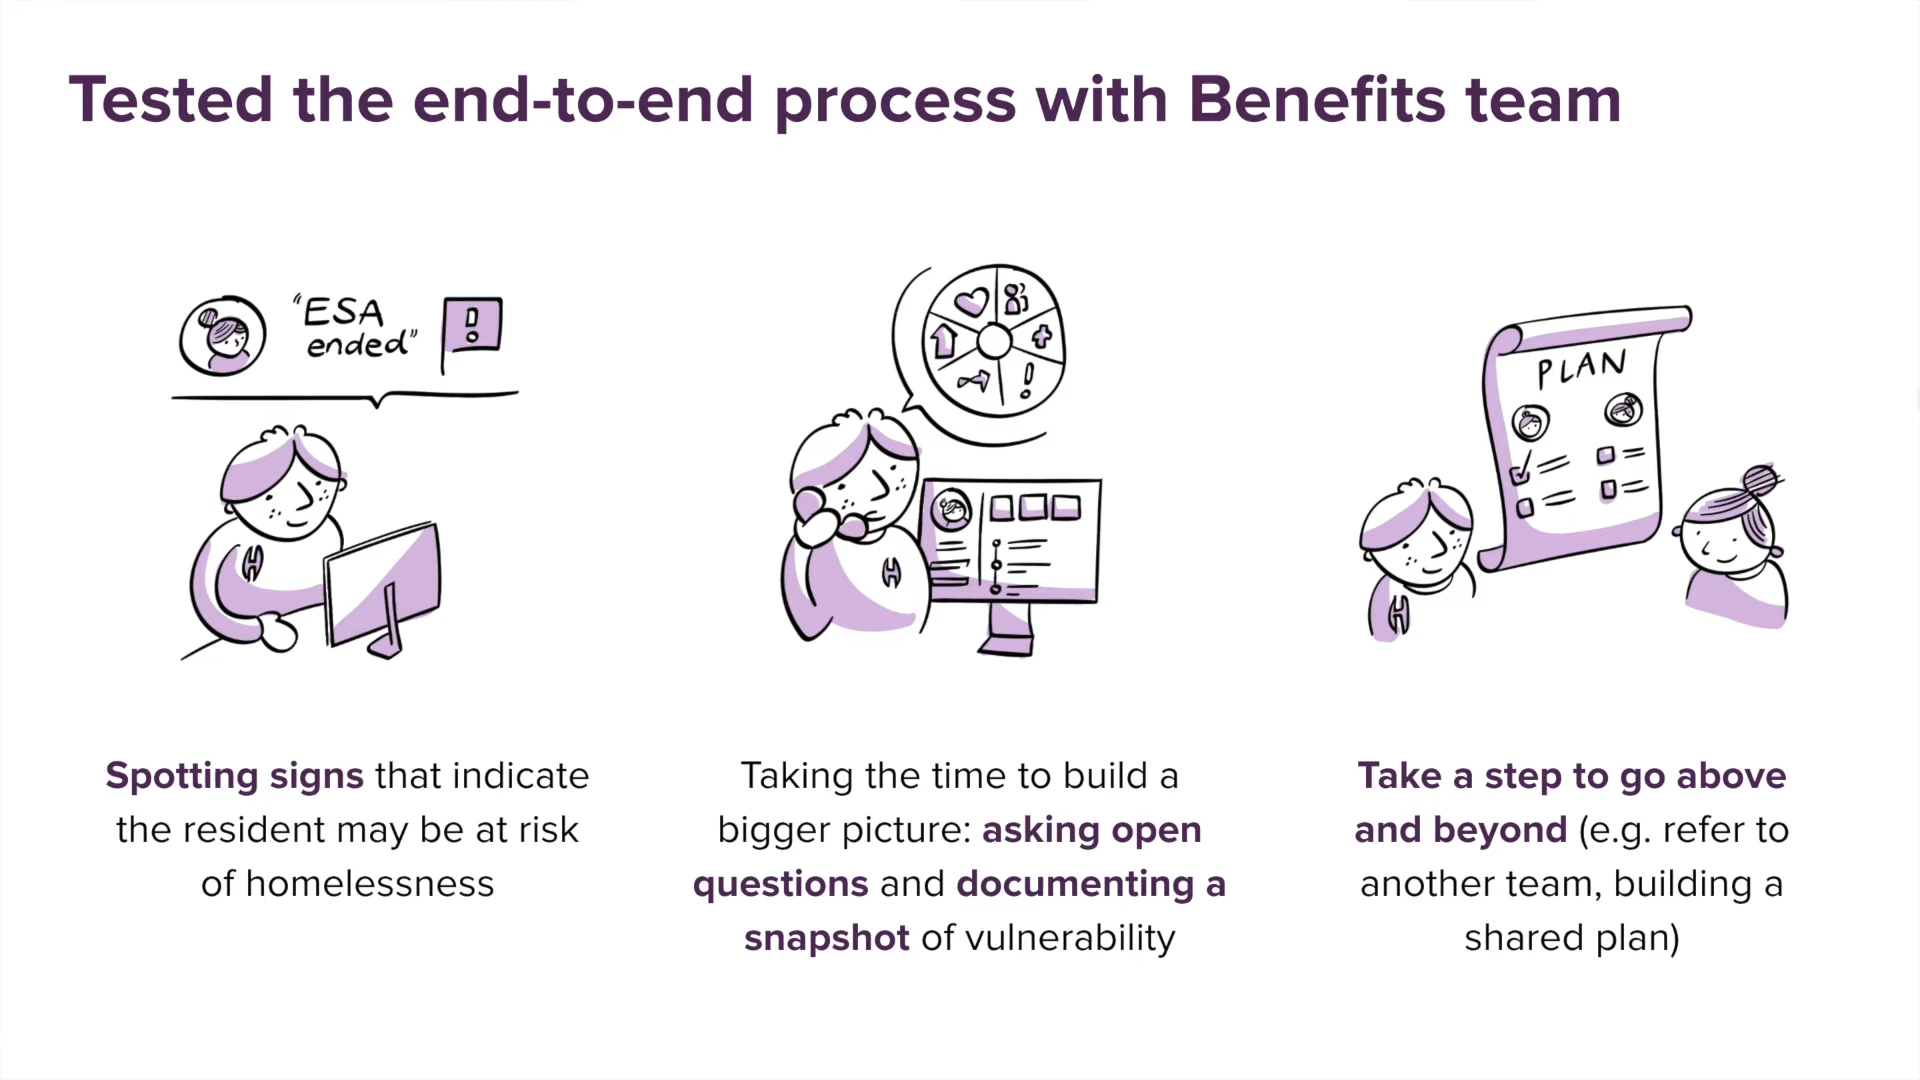 Tested the end-to-end process with Benefits team
"ESA
ended"
!
!
PLAN
H
H
H
Spotting signs that indicate
the resident may be at risk
of homelessness
Taking the time to build a
bigger picture: asking open
questions and documenting a
snapshot of vulnerability
Take a step to go above
and beyond (e.g. refer to
another team, building a
shared plan)